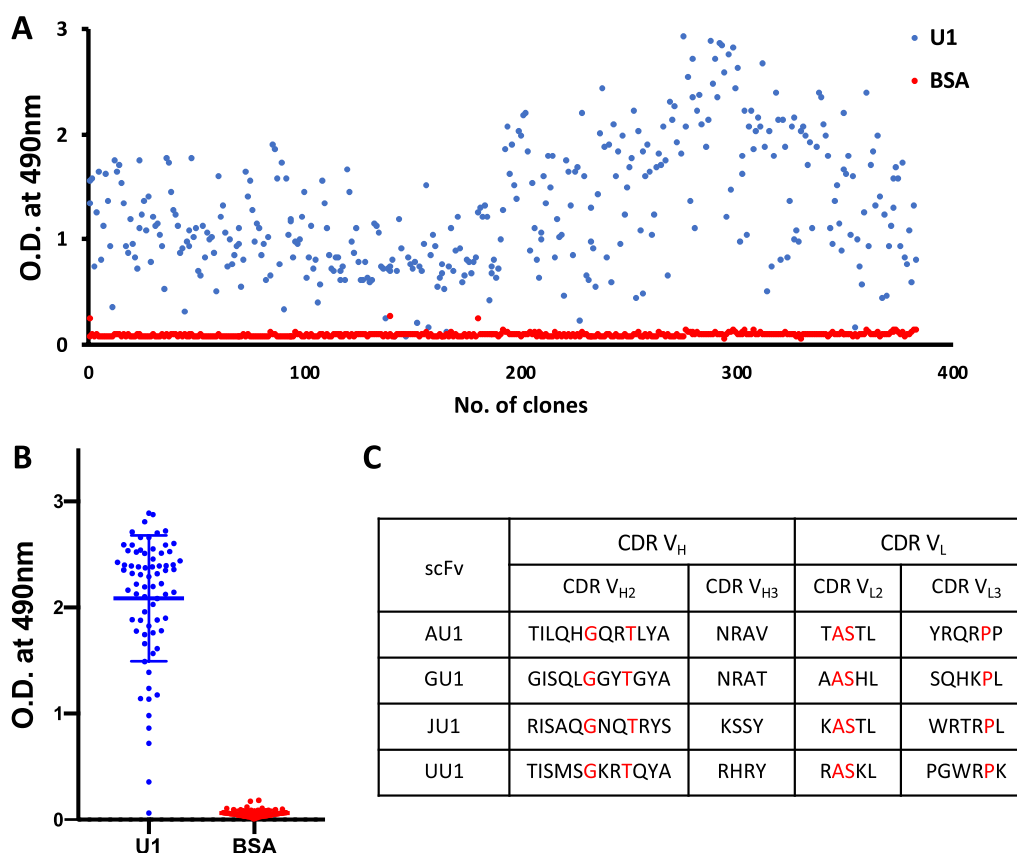 A
3
2
1
0
O.D. at 490nm
U1
BSA
0 100 200 300 400
No. of clones
B
3
2
1
0
O.D. at 490nm
U1 BSA
C
scFv CDR VH CDR VL
CDR VH2 CDR VH3 CDR VL2 CDR VL3
AU1 TILQHGQRTLYA NRAV TASTL YRQRPP
GU1 GISQLGGYTGYA NRAT AASHL SQHKPL
JU1 RISAQGNQTRYS KSSY KASTL WRTRPL
UU1 TISMSGKRTQYA RHRY RASKL PGWRPK